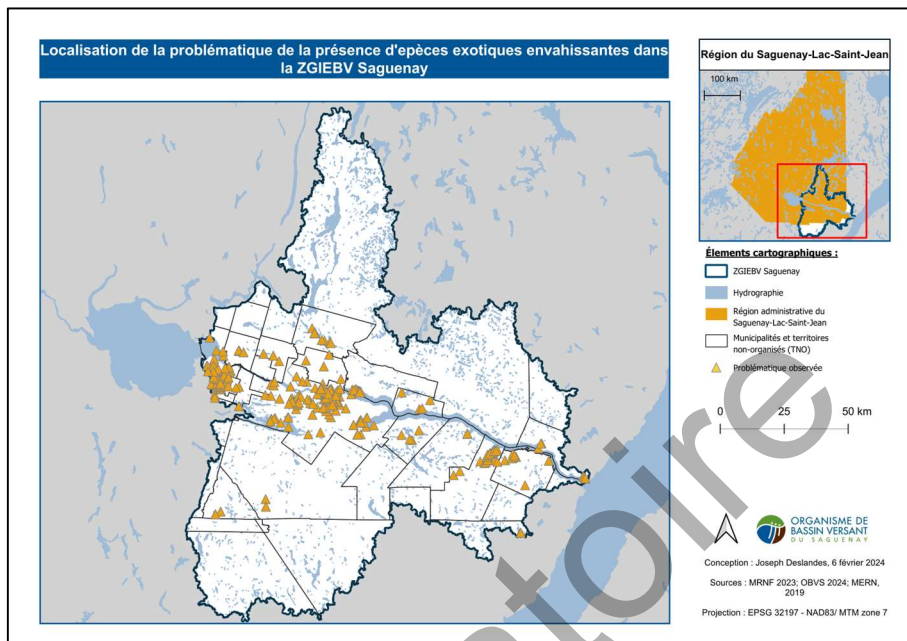 Localisation de la problématique de la présence d'epèces exotiques envahissantes dans
la ZGIEBV Saguenay
Région du Saguenay-Lac-Saint-Jean
100 km
Élements cartographiques :
ZGIEBV Saguenay
Hydrographie
Région administrative du
Saguenay-Lac-Saint-Jean
Municipalités et territoires
non-organisés (TNO)
Problématique observée
0 25 50 km
ORGANISME DE
BASSIN VERSANT
DU SAGUENAY
Conception : Joseph Deslandes, 6 février 2024
Sources : MRNF 2023; OBVS 2024; MERN,
2019
Projection : EPSG 32197 - NAD83/ MTM zone 7